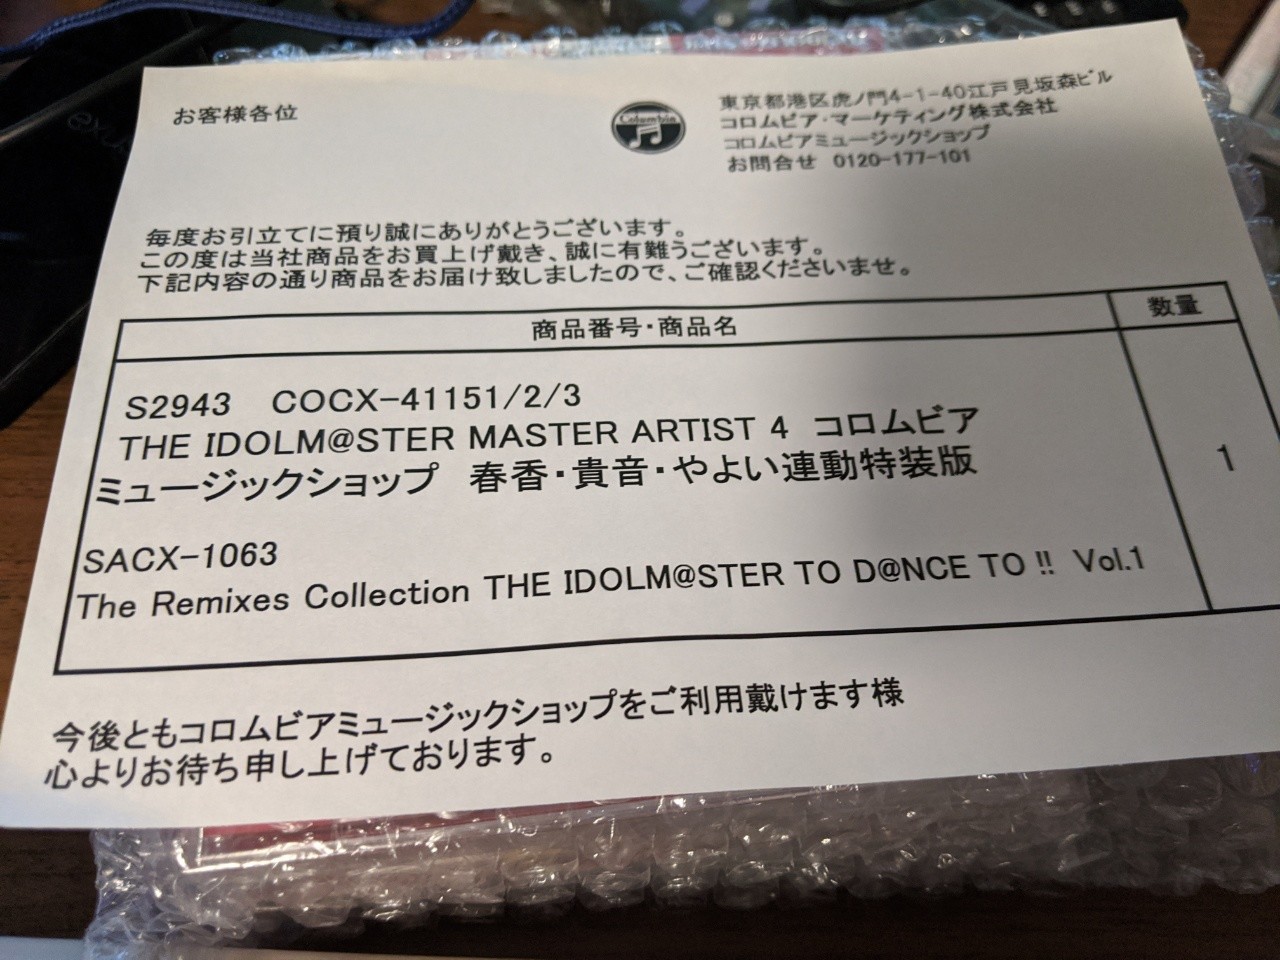 お客様各位
Columbia
東京都港区虎ノ門4-1-40江戸見坂森ビル
コロムビア・マーケティング株式会社
コロムビアミュージックショップ
お問合せ 0120-177-101
毎度お引立てに預り誠にありがとうございます。
この度は当社商品をお買上げ戴き、誠に有難うございます。
下記内容の通り商品をお届け致しましたので、ご確認くださいませ。
商品番号・商品名 数量
S2943 COCX-41151/2/3
THE IDOLM@STER MASTER ARTIST 4 コロムビア
ミュージックショップ 春香・貴音・やよい連動特装版
1
SACX-1063
The Remixes Collection THE IDOLM@STER TO D@NCE TO !! Vol.1
今後ともコロムビアミュージックショップをご利用戴けます様
心よりお待ち申し上げております。